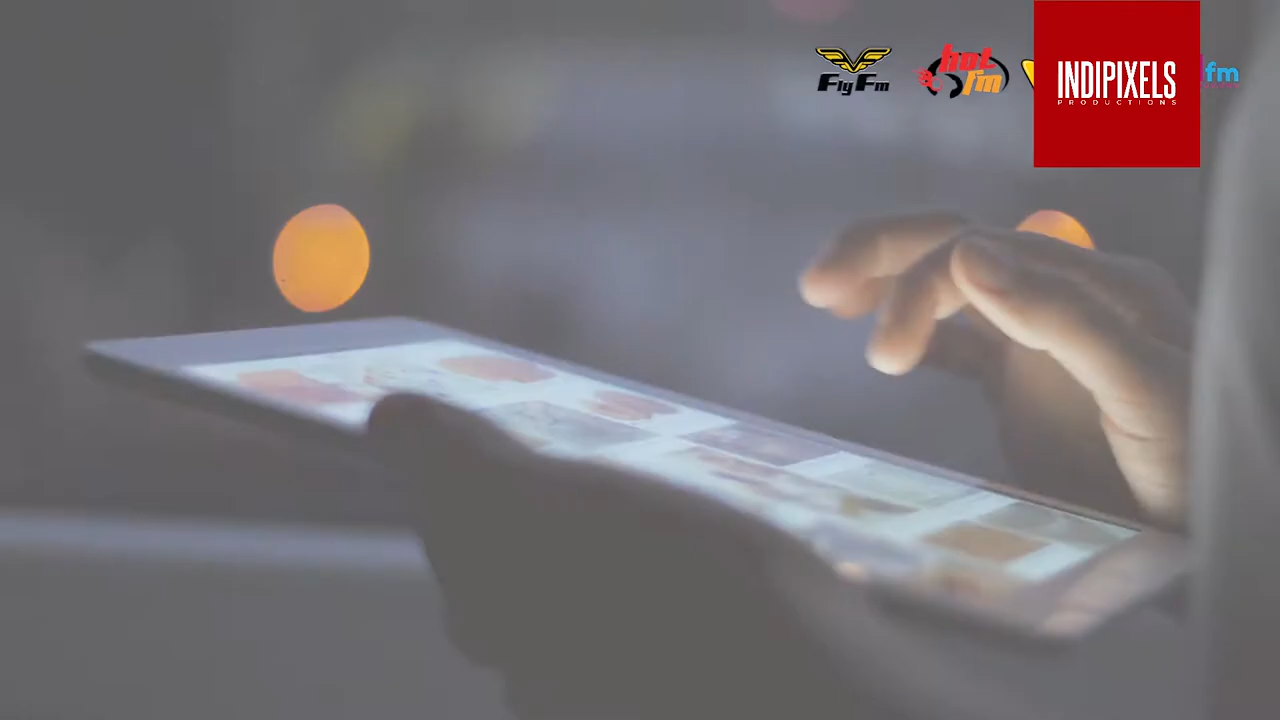 Fly Fm
hot
fm
INDIPIXELS
PRODUCTIONS
fm